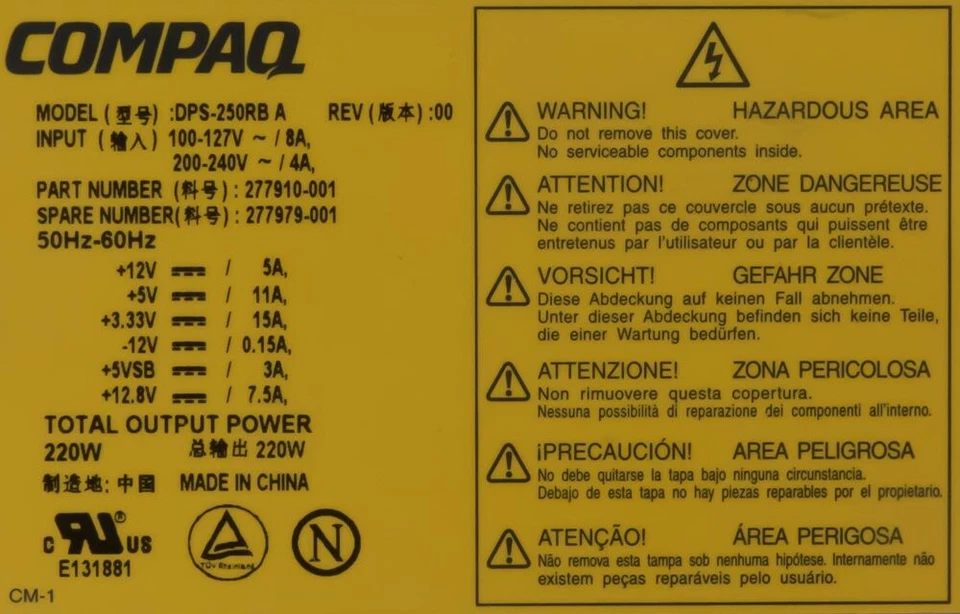 COMPAQ
MODEL (型号) :DPS-250RB A REV (版本) :00
INPUT (输入) 100-127V ~ / 8A,
200-240V ~ / 4A,
PART NUMBER (料号) : 277910-001
SPARE NUMBER(料号) : 277979-001
50Hz-60Hz
+12V / 5A,
+5V / 11A,
+3.33V / 15A,
-12V / 0.15A,
+5VSB / 3A,
+12.8V / 7.5A,
TOTAL OUTPUT POWER
220W 总输出 220W
制造地: 中国 MADE IN CHINA
c RU ® US
E131881
TÜV Rheinland
N
CM-1
WARNING! HAZARDOUS AREA
Do not remove this cover.
No serviceable components inside.
ATTENTION! ZONE DANGEREUSE
Ne retirez pas ce couvercle sous aucun prétexte.
Ne contient pas de composants qui puissent être
entretenus par l'utilisateur ou par la clientèle.
VORSICHT! GEFAHR ZONE
Diese Abdeckung auf keinen Fall abnehmen.
Unter dieser Abdeckung befinden sich keine Teile,
die einer Wartung bedürfen.
ATTENZIONE! ZONA PERICOLOSA
Non rimuovere questa copertura.
Nessuna possibilità di reparazione dei componenti all'interno.
¡PRECAUCIÓN! AREA PELIGROSA
No debe quitarse la tapa bajo ninguna circunstancia.
Debajo de esta tapa no hay piezas reparables por el propietario.
ATENÇÃO! ÁREA PERIGOSA
Não remova esta tampa sob nenhuma hipótese. Internamente não
existem peças reparáveis pelo usuário.